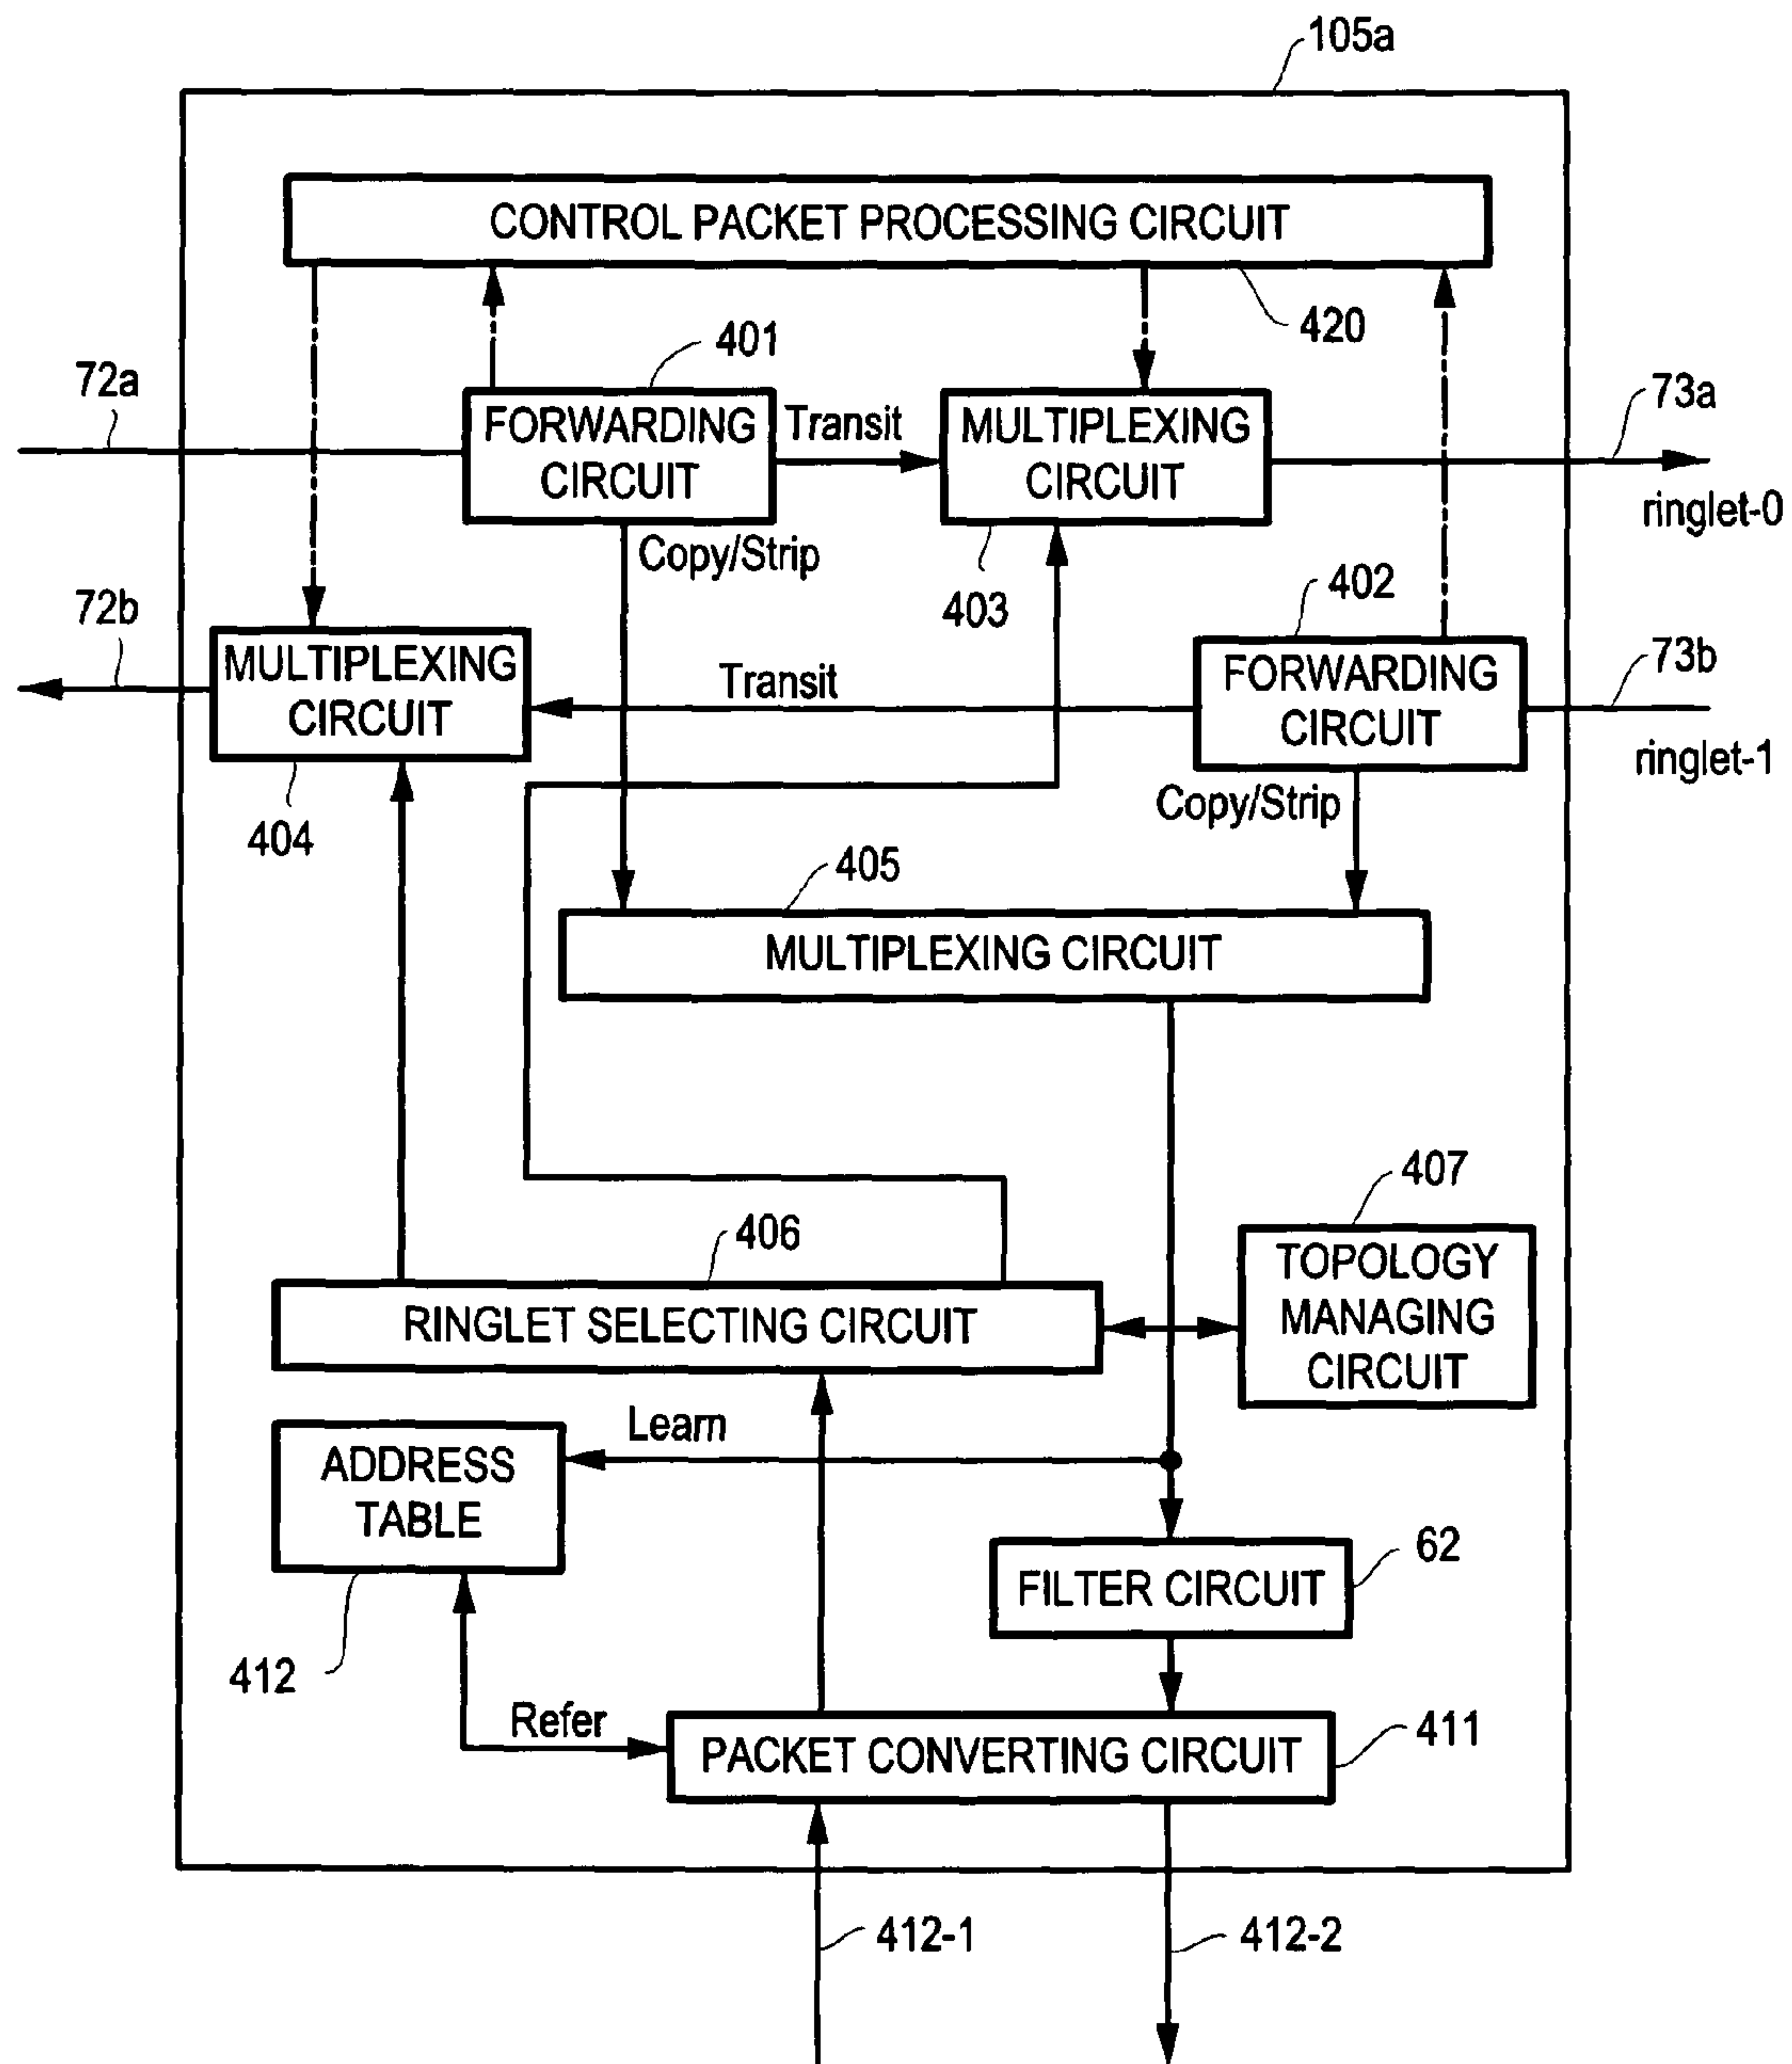 105a
CONTROL PACKET PROCESSING CIRCUIT
420
401
72a
FORWARDING
CIRCUIT
Transit
MULTIPLEXING
CIRCUIT
73a
ringlet-0
Copy/Strip
403
402
72b
MULTIPLEXING
CIRCUIT
Transit
FORWARDING
CIRCUIT
73b
ringlet-1
404
Copy/Strip
405
MULTIPLEXING CIRCUIT
407
406
RINGLET SELECTING CIRCUIT
TOPOLOGY
MANAGING
CIRCUIT
Learn
ADDRESS
TABLE
62
FILTER CIRCUIT
412
Refer
411
PACKET CONVERTING CIRCUIT
412-1
412-2